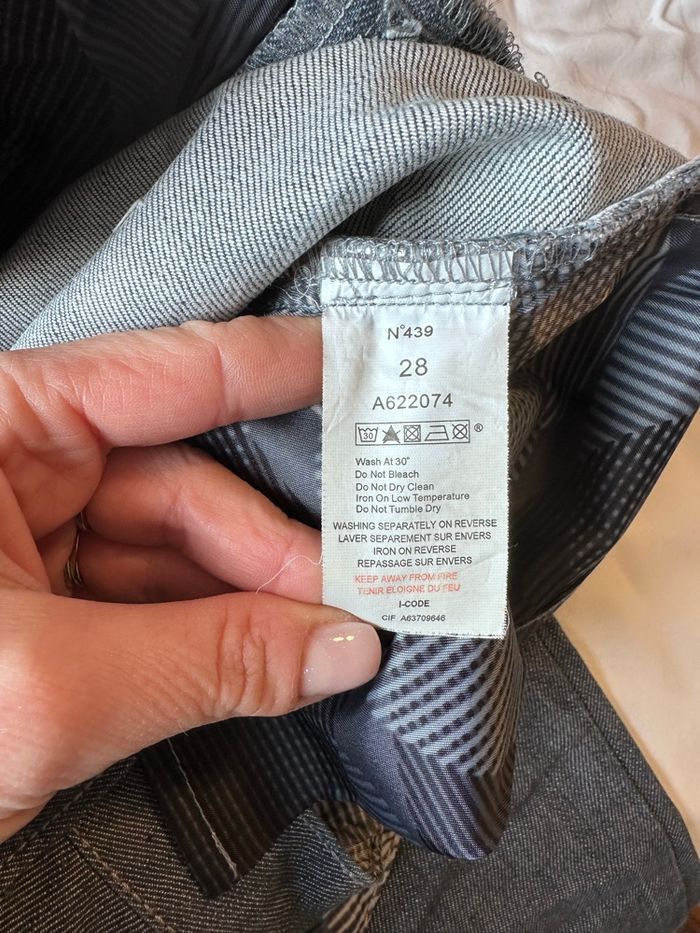 N°439
28
A622074
30 ®
Wash At 30°
Do Not Bleach
Do Not Dry Clean
Iron On Low Temperature
Do Not Tumble Dry
WASHING SEPARATELY ON REVERSE
LAVER SEPAREMENT SUR ENVERS
IRON ON REVERSE
REPASSAGE SUR ENVERS
KEEP AWAY FROM FIRE
TENIR ELOIGNE DU FEU
I-CODE
CIF A63709646